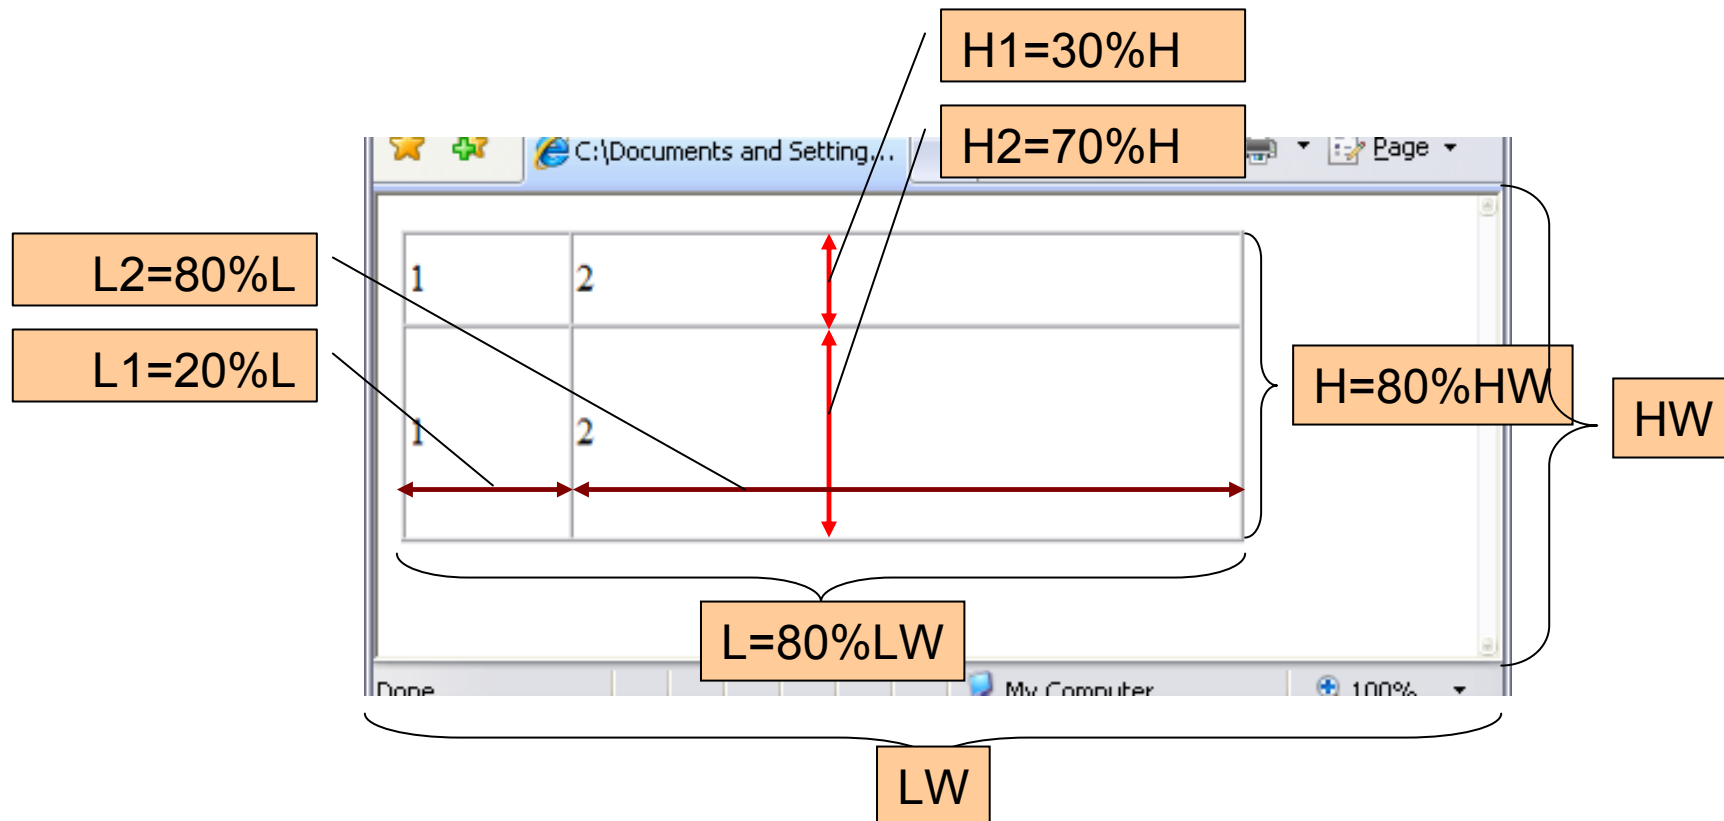 H1=30%H
H2=70%H
C:\Documents and Setting...
Page
L2=80%L
L1=20%L
1
2
1
2
H=80%HW
HW
L=80%LW
Done
My Computer
100%
LW